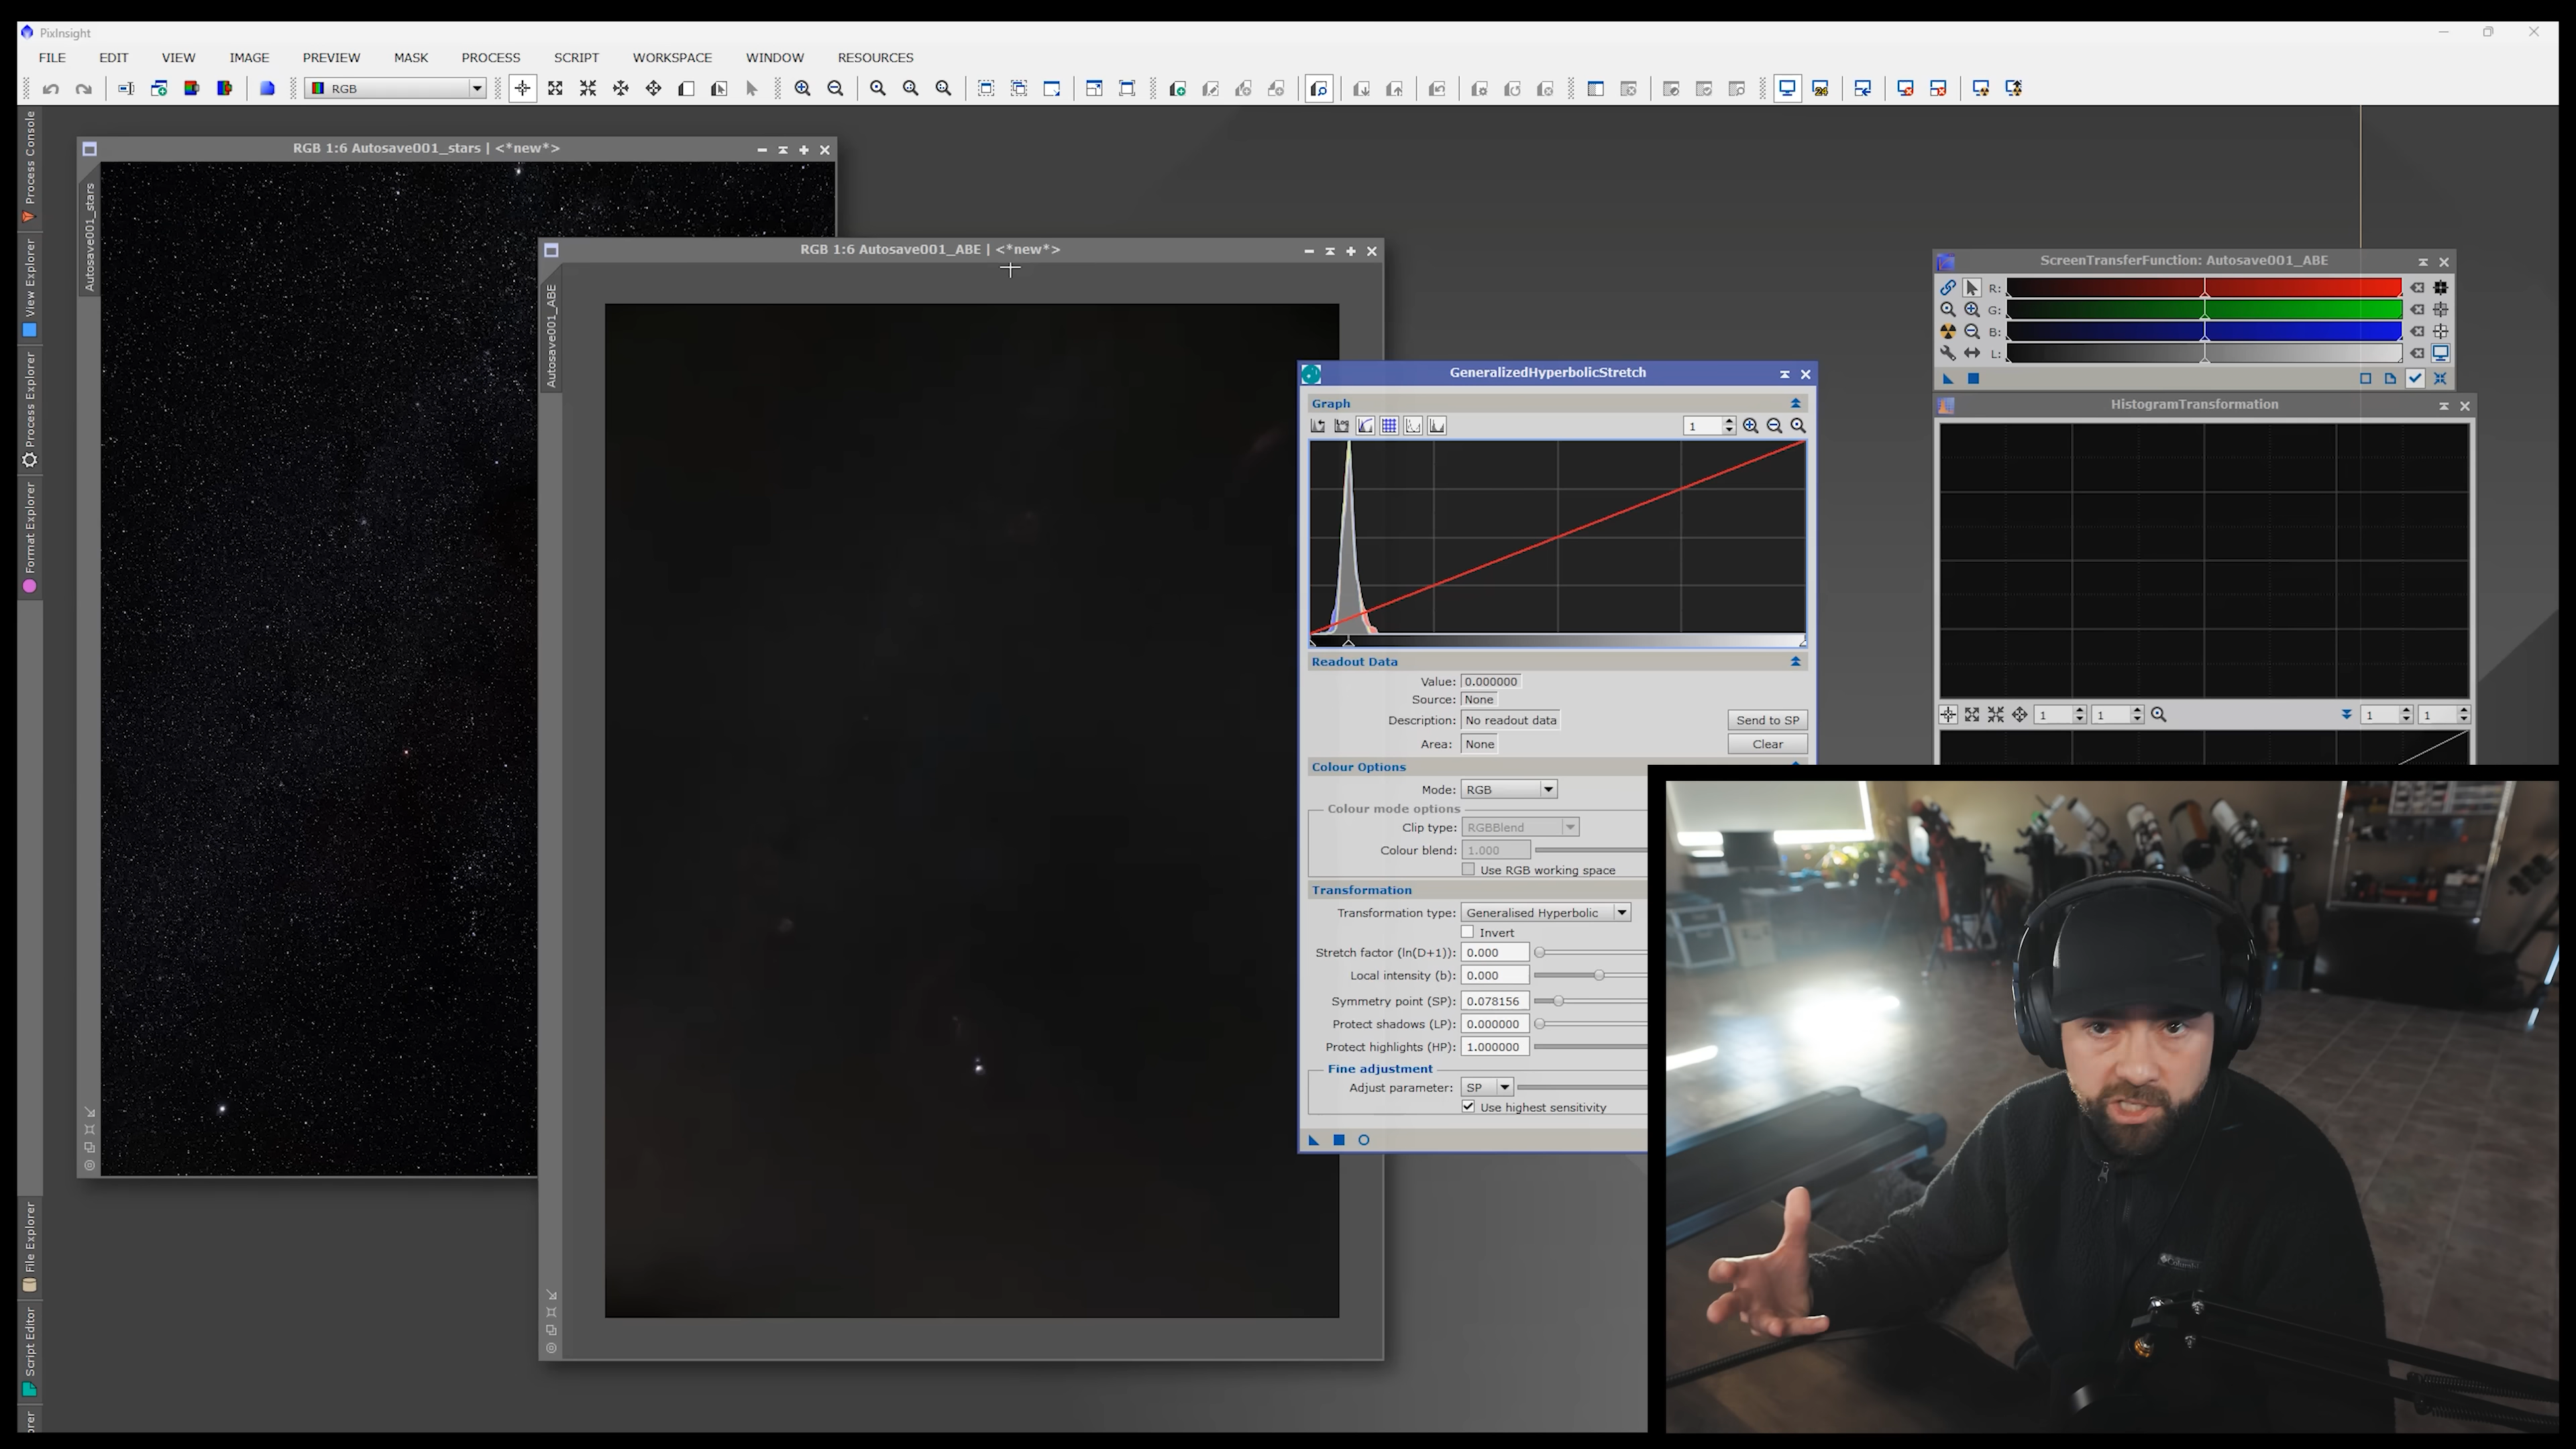 PixInsight
FILE EDIT VIEW IMAGE PREVIEW MASK PROCESS SCRIPT WORKSPACE WINDOW RESOURCES
RGB
Process Console
View Explorer
Process Explorer
Format Explorer
File Explorer
Script Editor
orer
RGB 1:6 Autosave001_stars | <*new*>
Autosave001_stars
RGB 1:6 Autosave001_ABE | <*new*>
Autosave001_ABE
GeneralizedHyperbolicStretch
Graph
1
Readout Data
Value: 0.000000
Source: None
Description: No readout data Send to SP
Area: None Clear
Colour Options
Mode: RGB
Colour mode options
Clip type: RGBBlend
Colour blend: 1.000
Use RGB working space
Transformation
Transformation type: Generalised Hyperbolic
Invert
Stretch factor (ln(D+1)): 0.000
Local intensity (b): 0.000
Symmetry point (SP): 0.078156
Protect shadows (LP): 0.000000
Protect highlights (HP): 1.000000
Fine adjustment
Adjust parameter: SP
Use highest sensitivity
ScreenTransferFunction: Autosave001_ABE
R:
G:
B:
L:
HistogramTransformation
1 1 1 1
Columbia